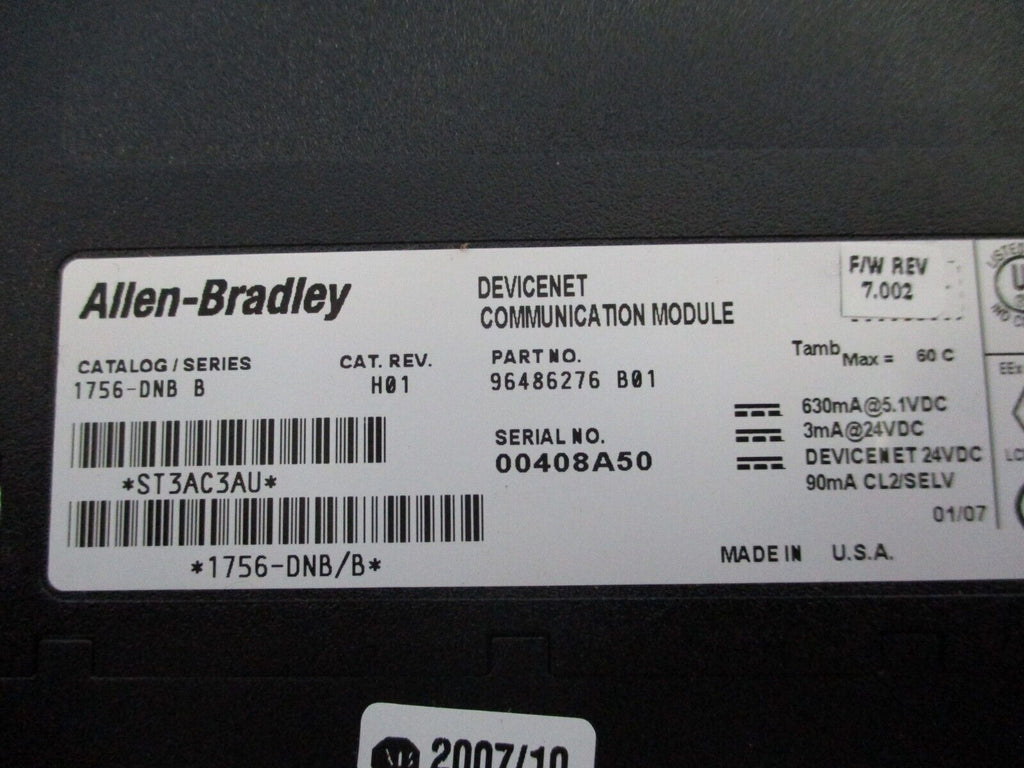 Allen-Bradley
CATALOG / SERIES
1756-DNB B
CAT. REV.
H01
*ST3AC3AU*
*1756-DNB/B*
DEVICENET
COMMUNICATION MODULE
PART NO.
96486276 B01
SERIAL NO.
00408A50
F/W REV
7.002
Tamb Max = 60 C
630mA@5.1VDC
3mA@24VDC
DEVICENET 24VDC
90mA CL2/SELV
01/07
MADE IN U.S.A.
LISTED
EEx
2007/10